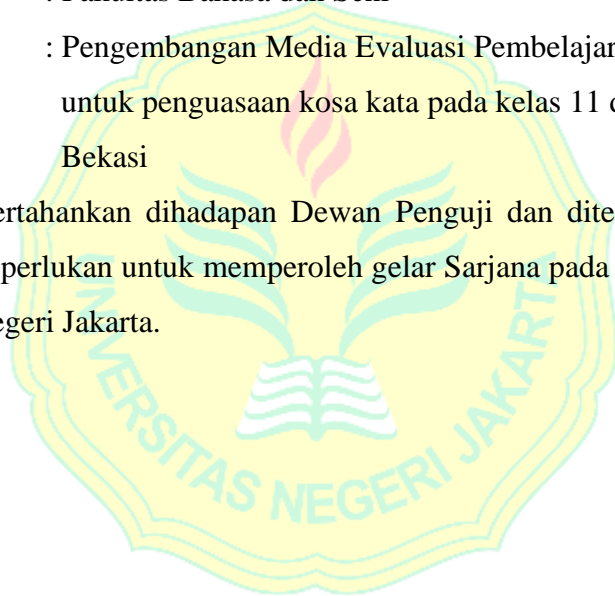 : Fakultas Bahasa dan Seni
: Pengembangan Media Evaluasi Pembelajar
untuk penguasaan kosa kata pada kelas 11
Bekasi
ertahankan dihadapan Dewan Penguji dan dite
perlukan untuk memperoleh gelar Sarjana pada
egeri Jakarta.
UNIVERSITAS NEGERI JAKARTA